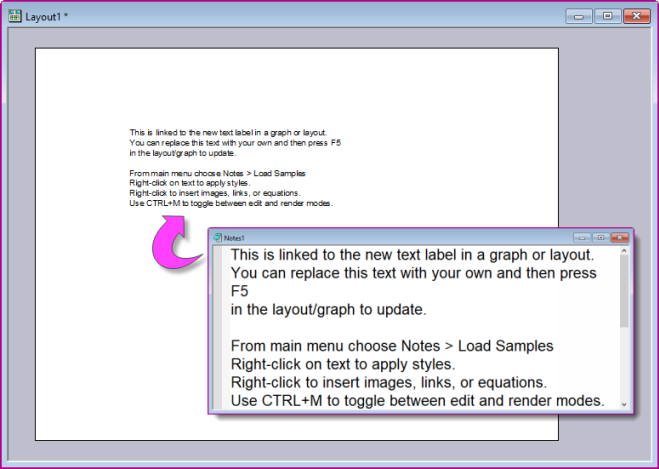 Layout1 *
This is linked to the new text label in a graph or layout.
You can replace this text with your own and then press F5
in the layout/graph to update.
From main menu choose Notes > Load Samples
Right-click on text to apply styles.
Right-click to insert images, links, or equations.
Use CTRL+M to toggle between edit and render modes.
Notes1
This is linked to the new text label in a graph or layout.
You can replace this text with your own and then press
F5
in the layout/graph to update.
From main menu choose Notes > Load Samples
Right-click on text to apply styles.
Right-click to insert images, links, or equations.
Use CTRL+M to toggle between edit and render modes.